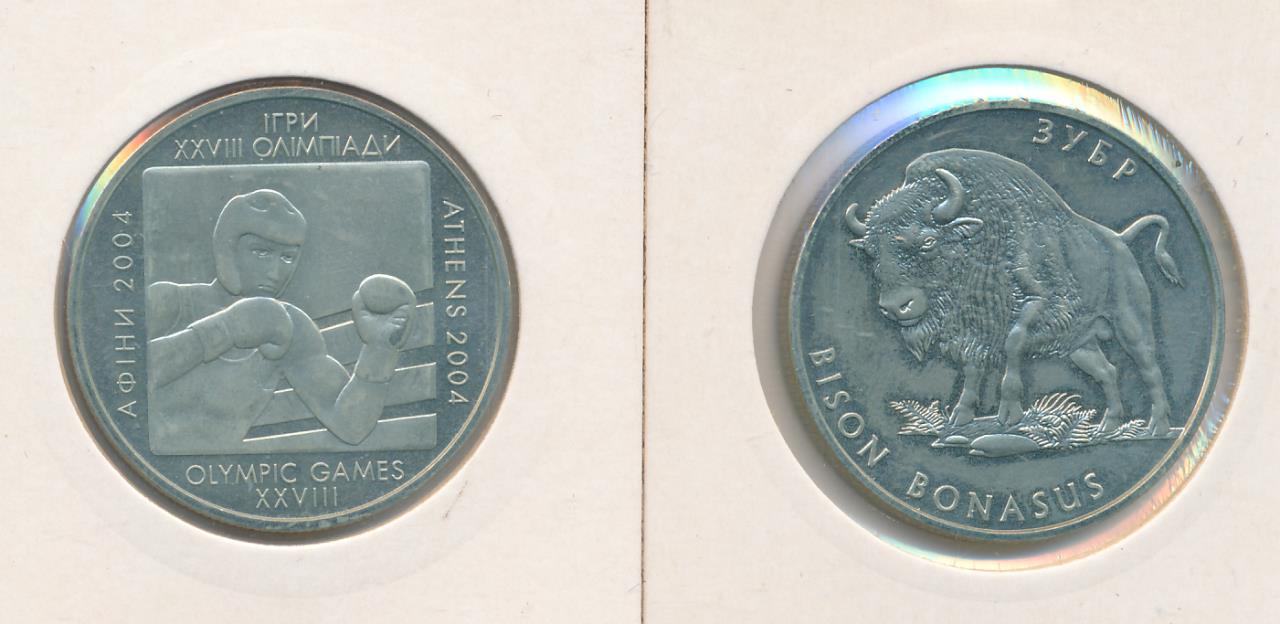 ІГРИ
XXVIII ОЛІМПІАДИ
АФІНИ 2004
ATHENS 2004
OLYMPIC GAMES
XXVIII
ЗУБР
BISON BONASUS